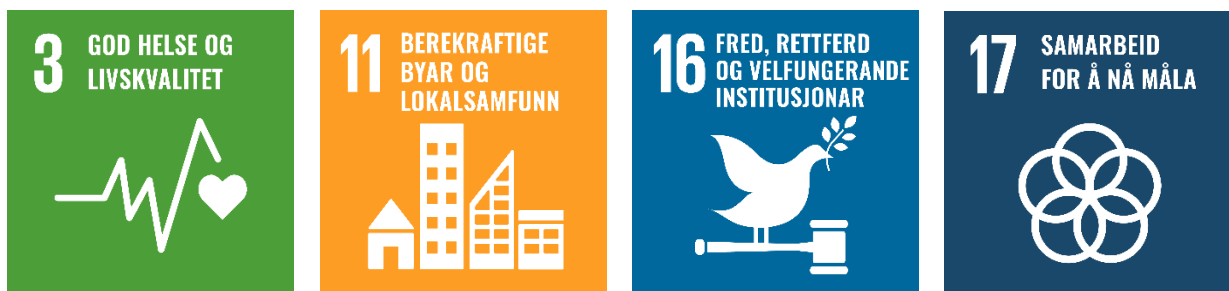 3
GOD HELSE OG
LIVSKVALITET
11
BEREKRAFTIGE
BYAR OG
LOKALSAMFUNN
16
FRED, RETTFERD
OG VELFUNGERANDE
INSTITUSJONAR
17
SAMARBEID
FOR Å NÅ MÅLA